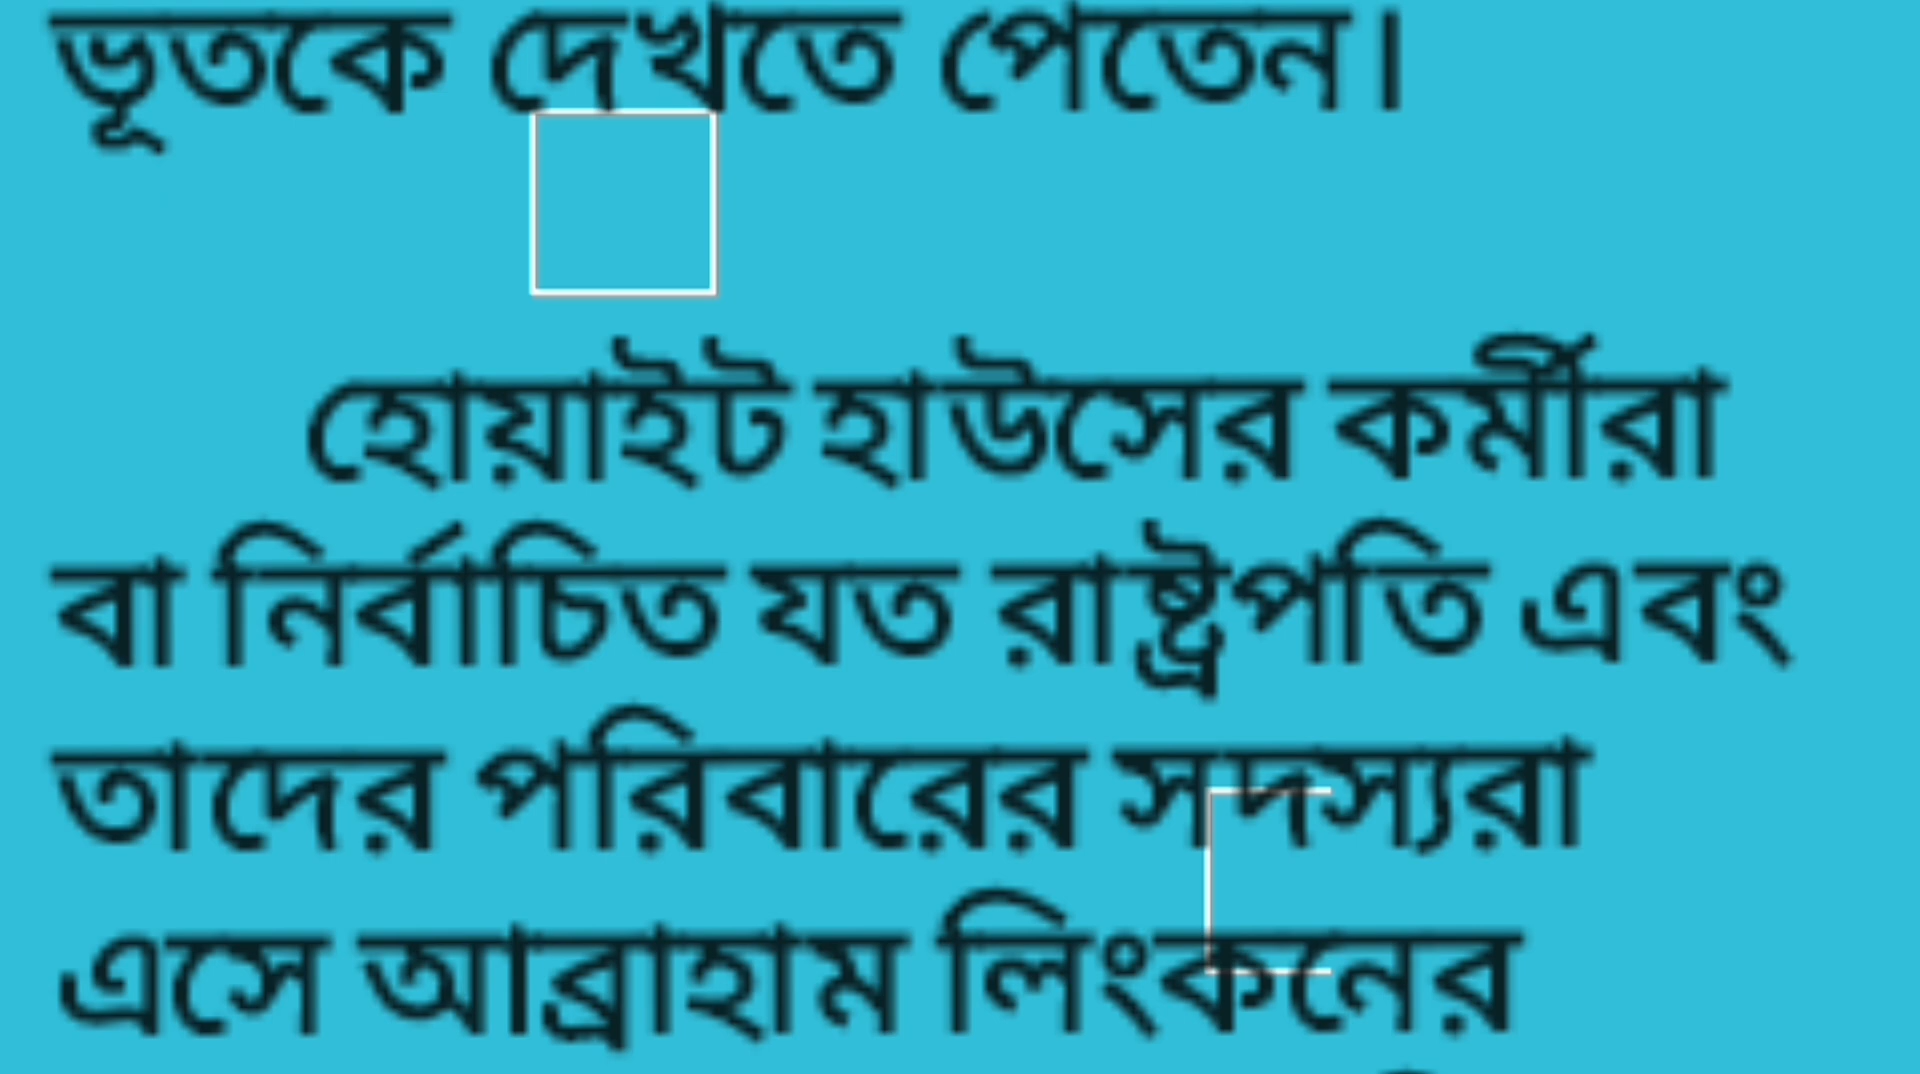 ভূতকে দেখতে পেতেন।
হোয়াইট হাউসের কর্মীরা
বা নির্বাচিত যত রাষ্ট্রপতি এবং
তাদের পরিবারের সদস্যরা
এসে আব্রাহাম লিংকনের